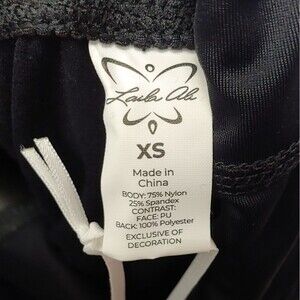 Laila Ali
XS
Made in
China
BODY: 75% Nylon
25% Spandex
CONTRAST:
FACE: PU
BACK: 100% Polyester
EXCLUSIVE OF
DECORATION